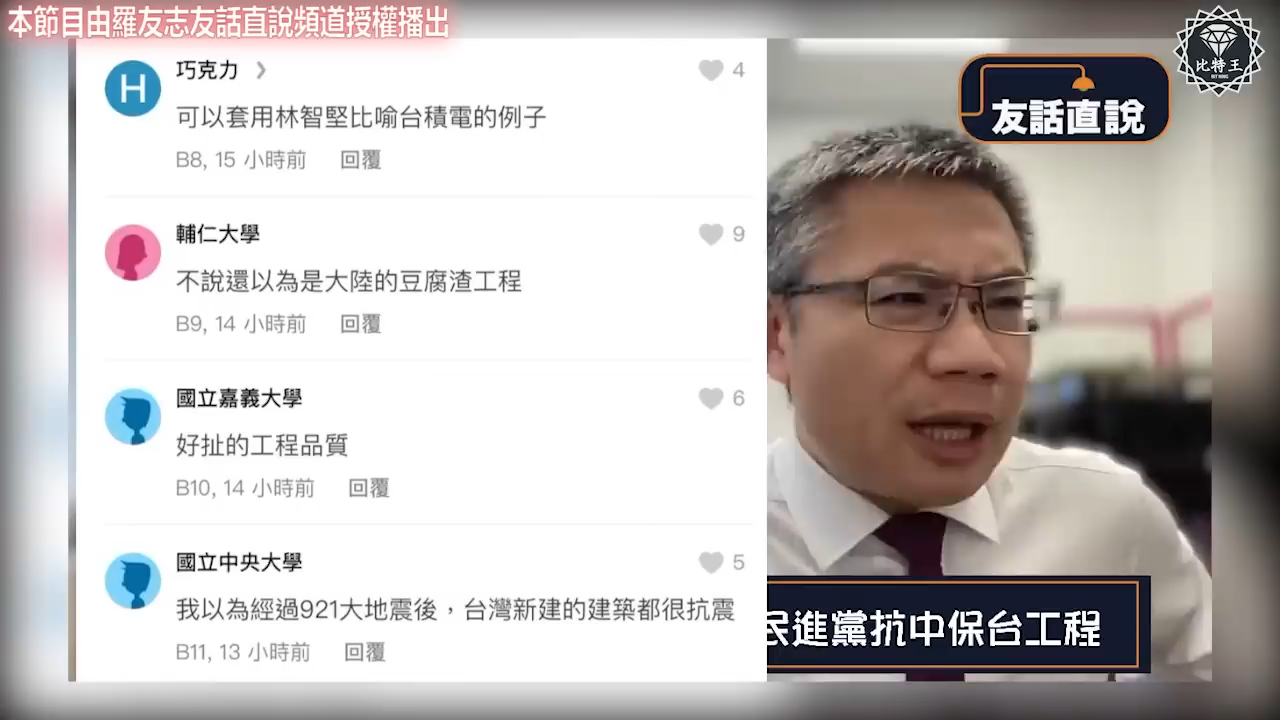 本節目由羅友志友話直說頻道授權播出
比特王
BIT KING
友話直說
H
巧克力
4
可以套用林智堅比喻台積電的例子
B8, 15 小時前 回覆
輔仁大學
9
不說還以為是大陸的豆腐渣工程
B9, 14 小時前 回覆
國立嘉義大學
6
好扯的工程品質
B10, 14 小時前 回覆
國立中央大學
5
我以為經過921大地震後，台灣新建的建築都很抗震
B11, 13 小時前 回覆
民進黨抗中保台工程